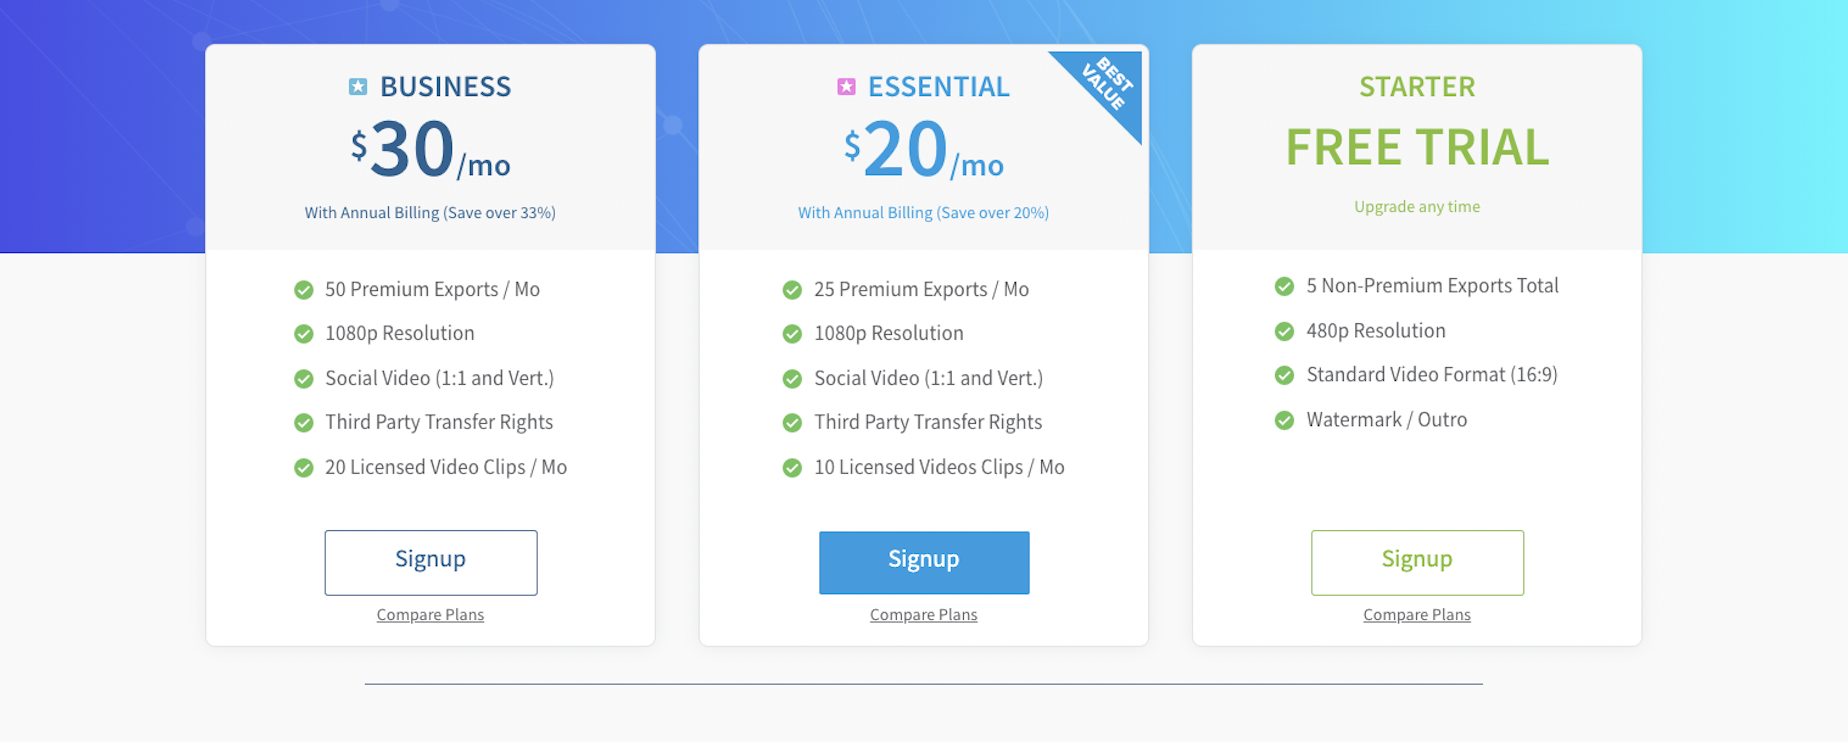 BUSINESS
$30/mo
With Annual Billing (Save over 33%)
50 Premium Exports / Mo
1080p Resolution
Social Video (1:1 and Vert.)
Third Party Transfer Rights
20 Licensed Video Clips / Mo
Signup
Compare Plans
ESSENTIAL
BEST
VALUE
$20/mo
With Annual Billing (Save over 20%)
25 Premium Exports / Mo
1080p Resolution
Social Video (1:1 and Vert.)
Third Party Transfer Rights
10 Licensed Videos Clips / Mo
Signup
Compare Plans
STARTER
FREE TRIAL
Upgrade any time
5 Non-Premium Exports Total
480p Resolution
Standard Video Format (16:9)
Watermark / Outro
Signup
Compare Plans